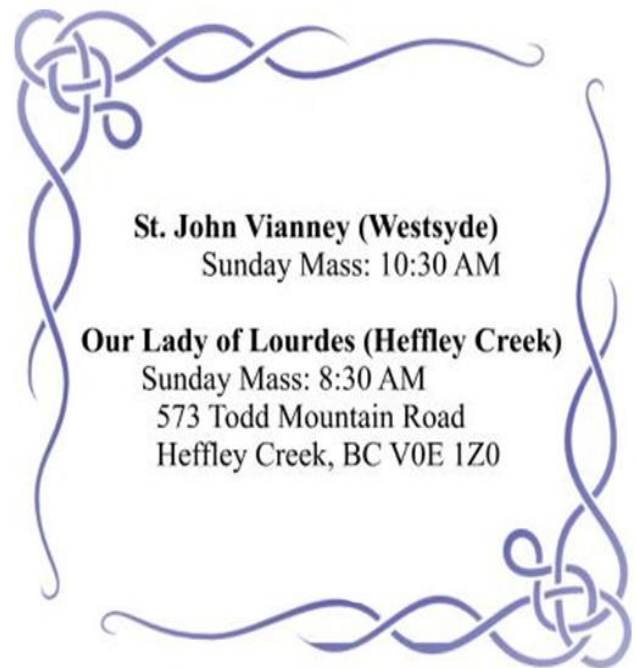 St. John Vianney (Westsyde)
Sunday Mass: 10:30 AM
Our Lady of Lourdes (Heffley Creek)
Sunday Mass: 8:30 AM
573 Todd Mountain Road
Heffley Creek, BC V0E 1Z0